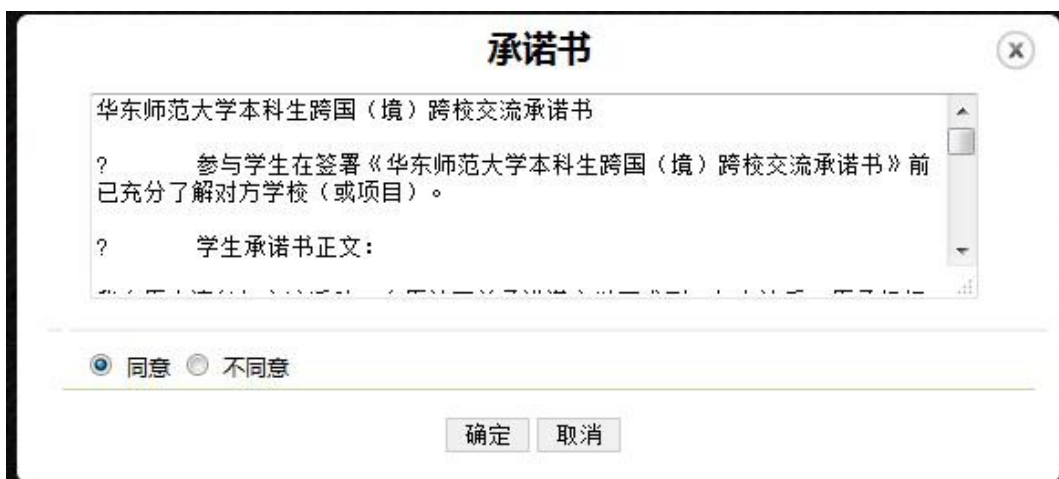 承诺书
华东师范大学本科生跨国（境）跨校交流承诺书
? 参与学生在签署《华东师范大学本科生跨国（境）跨校交流承诺书》前
已充分了解对方学校（或项目）。
? 学生承诺书正文：
同意 不同意
确定 取消